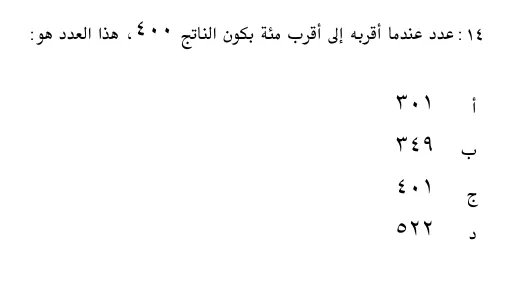 ١٤: عدد عندما أقربه إلى أقرب مئة بكون الناتج ٤٠٠، هذا العدد هو:
أ ٣٠١
ب ٣٤٩
ج ٤٠١
د ٥٢٢